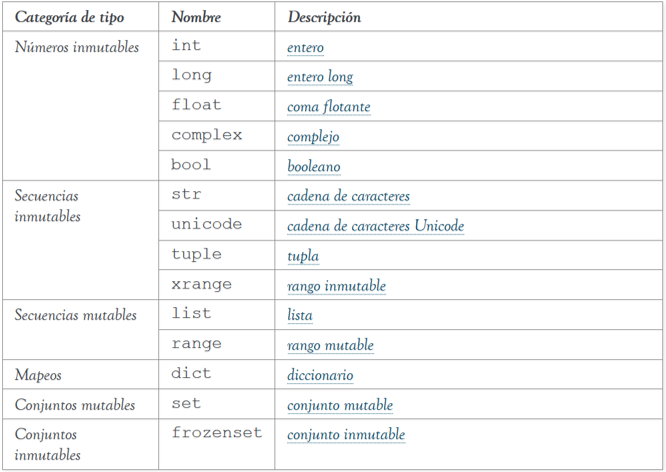 Categoría de tipo Nombre Descripción
Números inmutables int entero
long entero long
float coma flotante
complex complejo
bool booleano
Secuencias inmutables str cadena de caracteres
unicode cadena de caracteres Unicode
tuple tupla
xrange rango inmutable
Secuencias mutables list lista
range rango mutable
Mapeos dict diccionario
Conjuntos mutables set conjunto mutable
Conjuntos inmutables frozenset conjunto inmutable